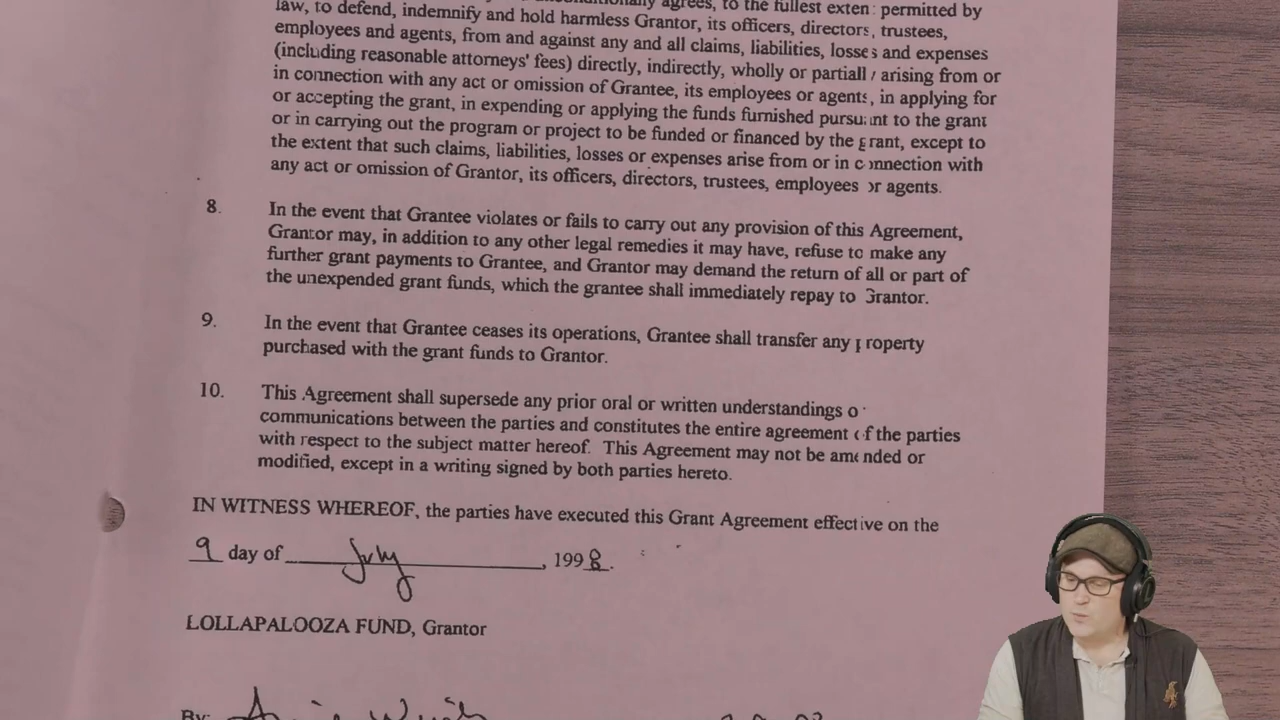 agrees, to the fullest extent permitted by
law, to defend, indemnify and hold harmless Grantor, its officers, directors, trustees,
employees and agents, from and against any and all claims, liabilities, losses and expenses
(including reasonable attorneys' fees) directly, indirectly, wholly or partially arising from or
in connection with any act or omission of Grantee, its employees or agents, in applying for
or accepting the grant, in expending or applying the funds furnished pursuant to the grant
or in carrying out the program or project to be funded or financed by the grant, except to
the extent that such claims, liabilities, losses or expenses arise from or in connection with
any act or omission of Grantor, its officers, directors, trustees, employees or agents.
8. In the event that Grantee violates or fails to carry out any provision of this Agreement,
Grantor may, in addition to any other legal remedies it may have, refuse to make any
further grant payments to Grantee, and Grantor may demand the return of all or part of
the unexpended grant funds, which the grantee shall immediately repay to Grantor.
9. In the event that Grantee ceases its operations, Grantee shall transfer any property
purchased with the grant funds to Grantor.
10. This Agreement shall supersede any prior oral or written understandings or
communications between the parties and constitutes the entire agreement of the parties
with respect to the subject matter hereof. This Agreement may not be amended or
modified, except in a writing signed by both parties hereto.
IN WITNESS WHEREOF, the parties have executed this Grant Agreement effective on the
9 day of July, 1998.
LOLLAPALOOZA FUND, Grantor
By: